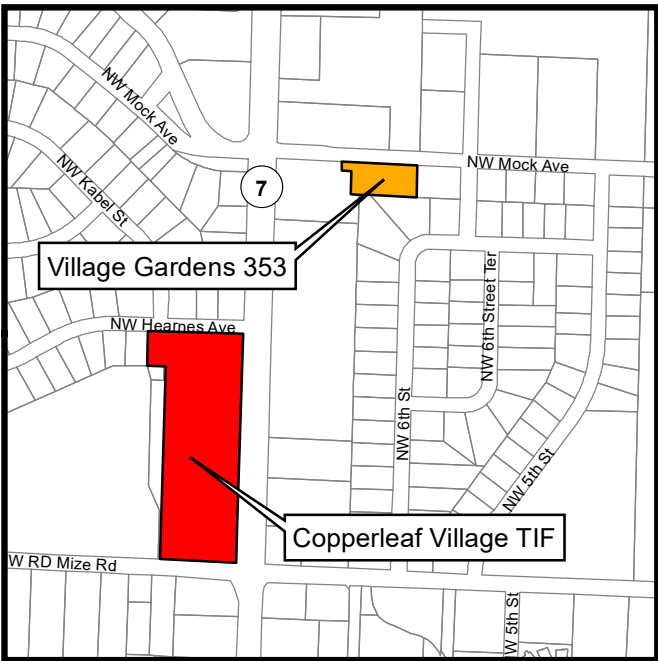 NW Mock Ave
NW Mock Ave
NW Kabel St
7
Village Gardens 353
NW 6th Street Ter
NW Hearnes Ave
NW 6th St
NW 5th St
Copperleaf Village TIF
W RD Mize Rd
W 5th St